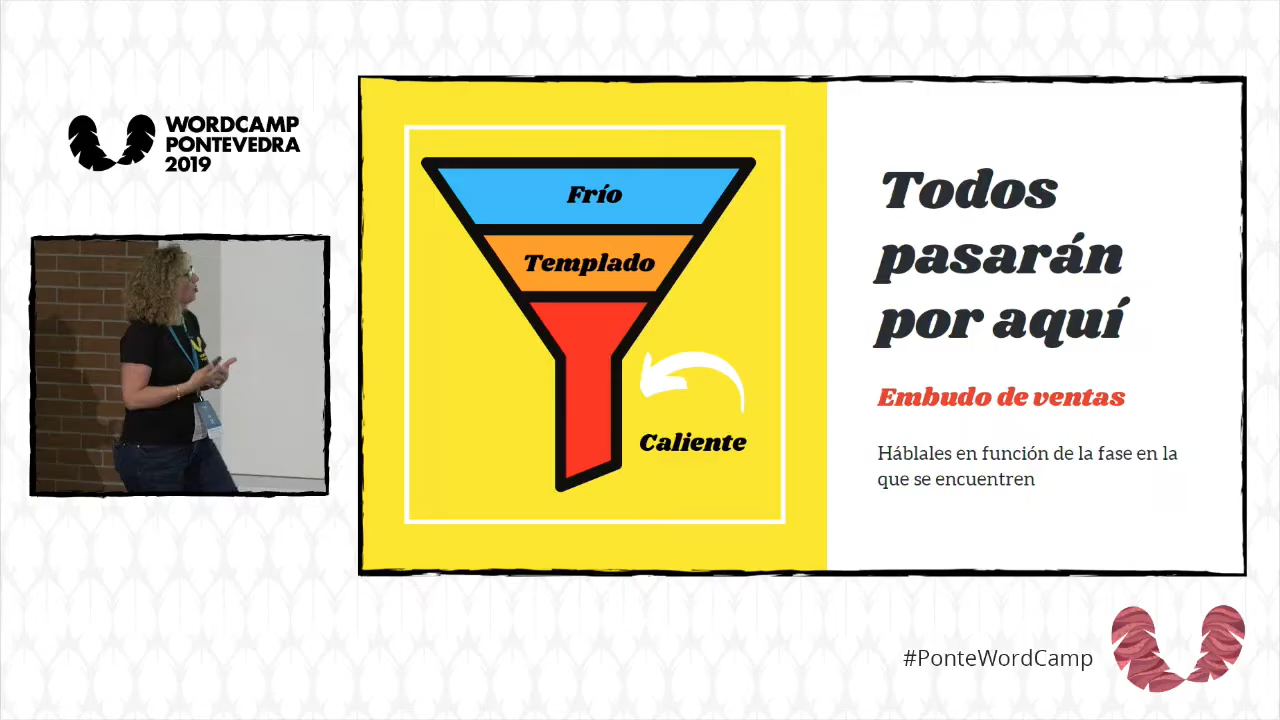 WORDCAMP
PONTEVEDRA
2019
Frío
Templado
Caliente
Todos
pasarán
por aquí
Embudo de ventas
Háblales en función de la fase en la
que se encuentren
#PonteWordCamp